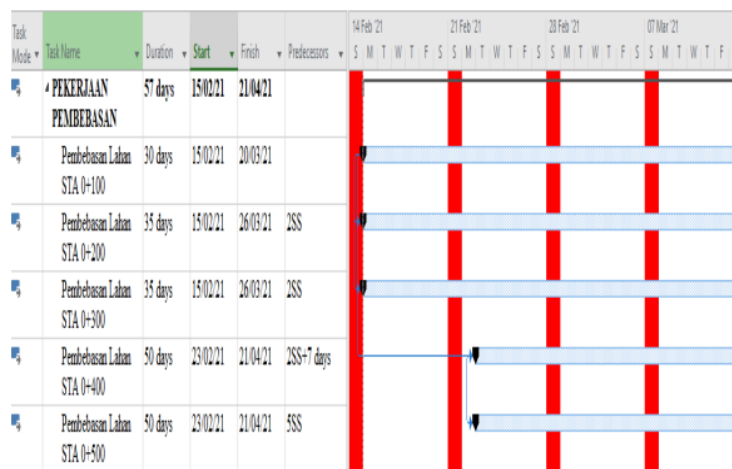 Task Mode Task Name Duration Start Finish Predecessors
14 Feb '21 21 Feb '21 28 Feb '21 07 Mar '21
S M T W T F S S M T W T F S S M T W T F S S M T W T F
PEKERJAAN PEMBEBASAN 57 days 15/02/21 21/04/21
Pembebasan Lahan STA 0+100 30 days 15/02/21 20/03/21
Pembebasan Lahan STA 0+200 35 days 15/02/21 26/03/21 2SS
Pembebasan Lahan STA 0+300 35 days 15/02/21 26/03/21 2SS
Pembebasan Lahan STA 0+400 50 days 23/02/21 21/04/21 2SS+7 days
Pembebasan Lahan STA 0+500 50 days 23/02/21 21/04/21 5SS